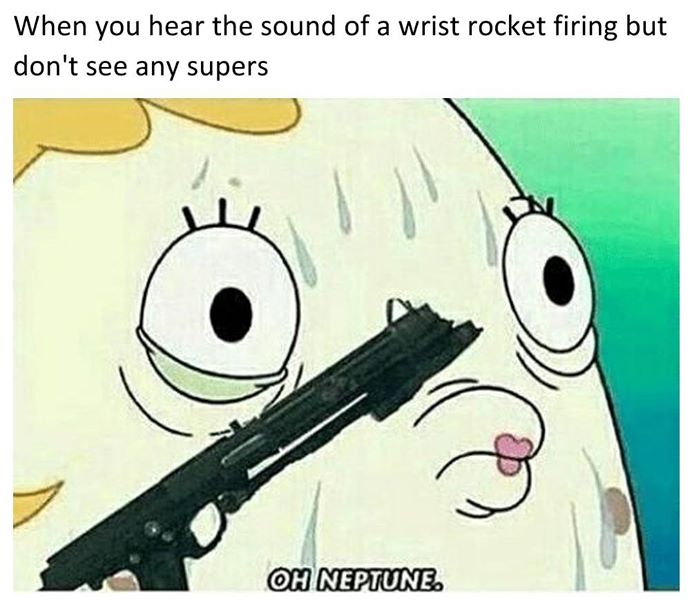 When you hear the sound of a wrist rocket firing but
don't see any supers
OH NEPTUNE.